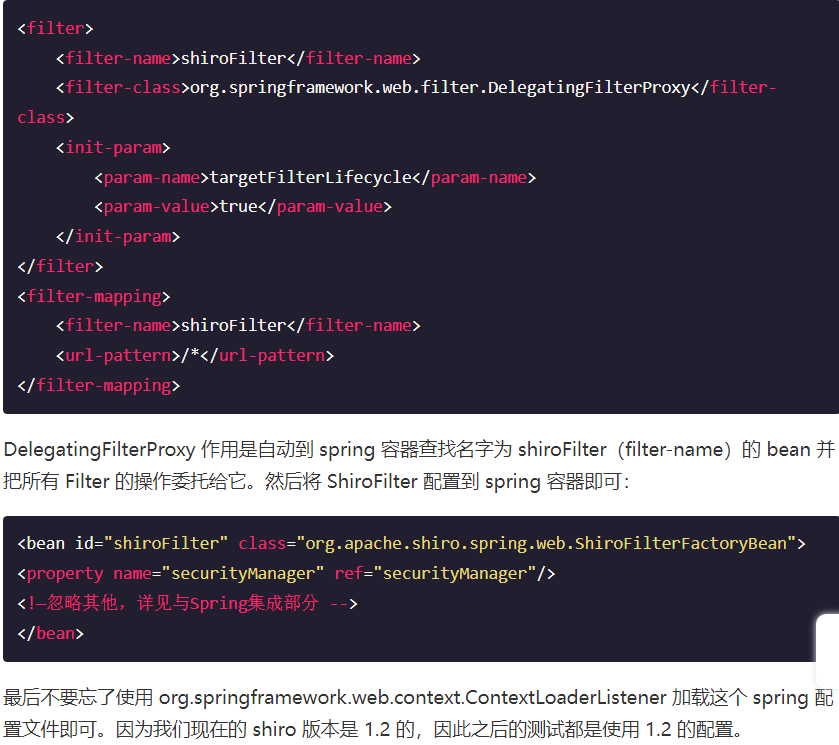 <filter>
    <filter-name>shiroFilter</filter-name>
    <filter-class>org.springframework.web.filter.DelegatingFilterProxy</filter-
class>
    <init-param>
        <param-name>targetFilterLifecycle</param-name>
        <param-value>true</param-value>
    </init-param>
</filter>
<filter-mapping>
    <filter-name>shiroFilter</filter-name>
    <url-pattern>/*</url-pattern>
</filter-mapping>
DelegatingFilterProxy 作用是自动到 spring 容器查找名字为 shiroFilter（filter-name）的 bean 并
把所有 Filter 的操作委托给它。然后将 ShiroFilter 配置到 spring 容器即可：
<bean id="shiroFilter" class="org.apache.shiro.spring.web.ShiroFilterFactoryBean">
<property name="securityManager" ref="securityManager"/>
<!—忽略其他，详见与Spring集成部分 -->
</bean>
最后不要忘了使用 org.springframework.web.context.ContextLoaderListener 加载这个 spring 配
置文件即可。因为我们现在的 shiro 版本是 1.2 的，因此之后的测试都是使用 1.2 的配置。